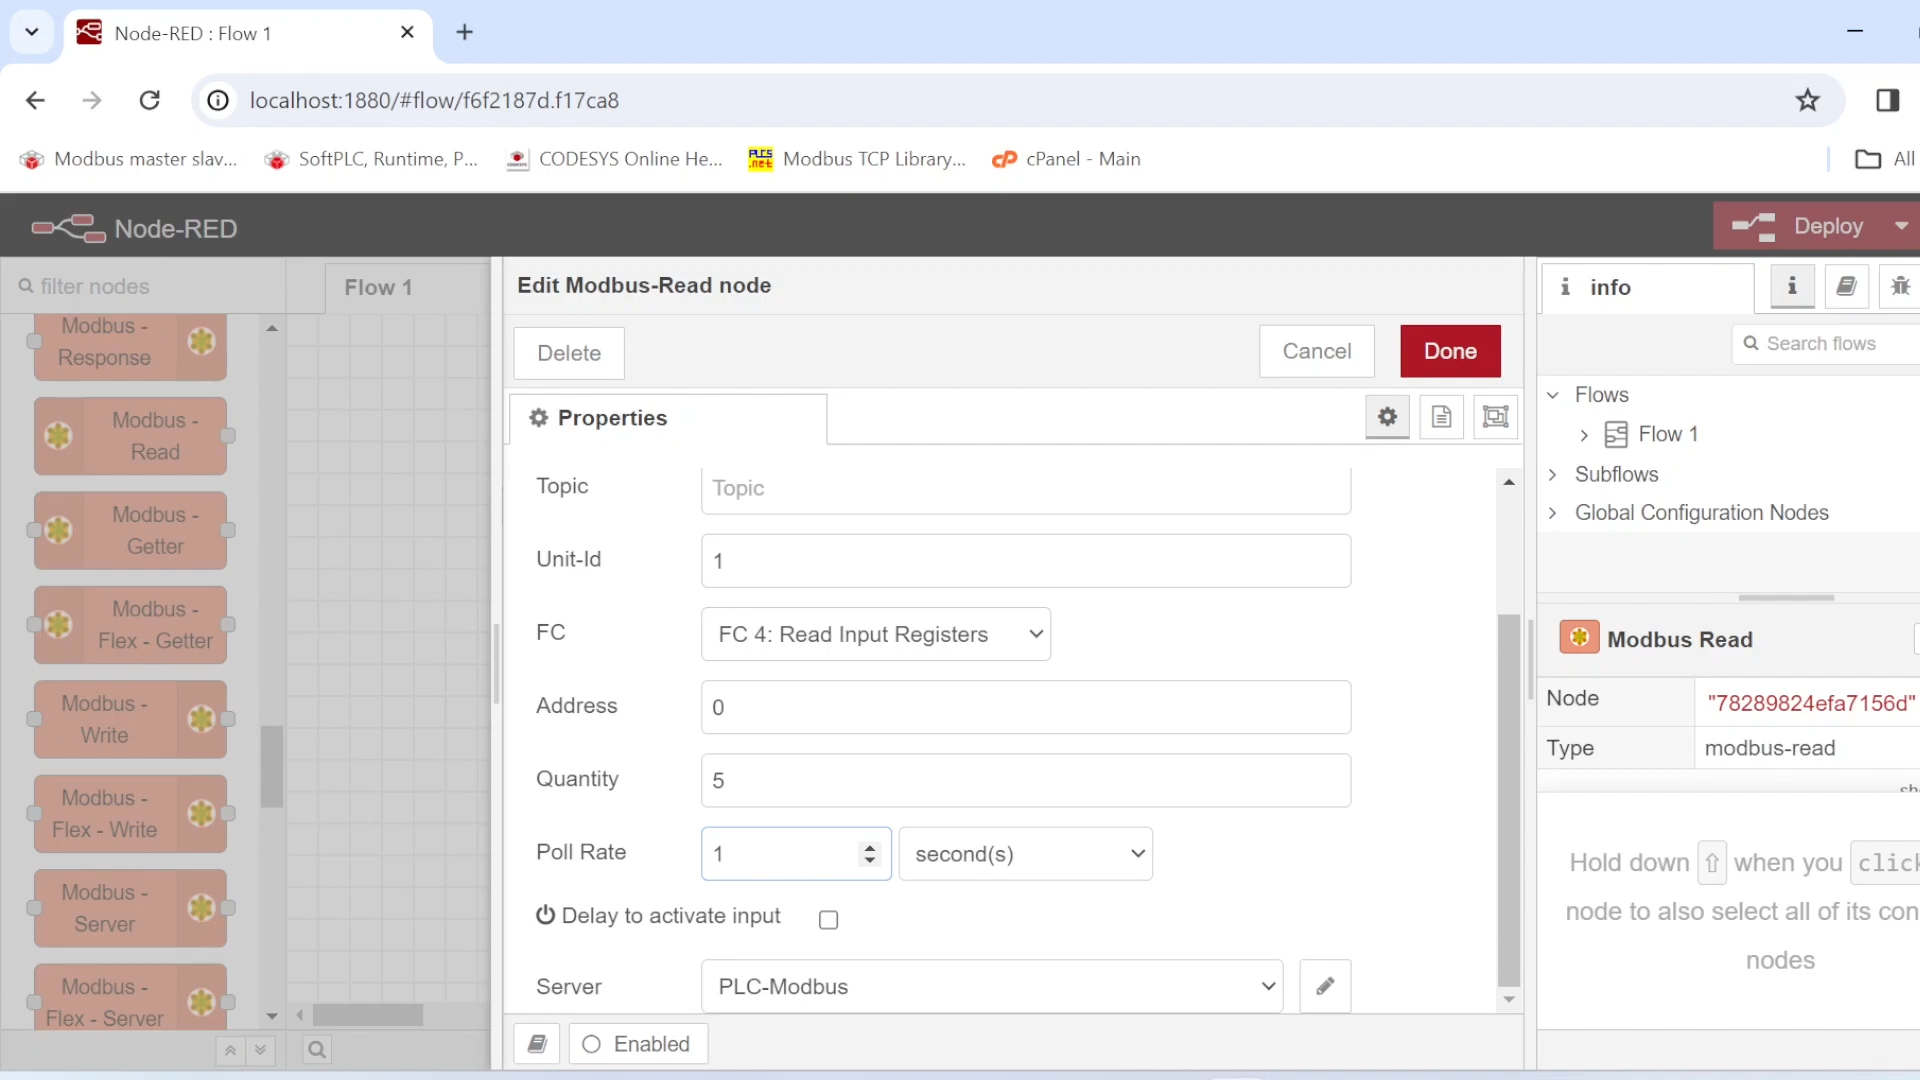 Node-RED : Flow 1
localhost:1880/#flow/f6f2187d.f17ca8
Modbus master slav... SoftPLC, Runtime, P... CODESYS Online He... PLCS .net Modbus TCP Library... cP cPanel - Main All
Node-RED Deploy
filter nodes
Flow 1
Modbus -
Response
Modbus -
Read
Modbus -
Getter
Modbus -
Flex - Getter
Modbus -
Write
Modbus -
Flex - Write
Modbus -
Server
Modbus -
Flex - Server
Edit Modbus-Read node
Delete Cancel Done
Properties
Topic Topic
Unit-Id 1
FC FC 4: Read Input Registers
Address 0
Quantity 5
Poll Rate 1 second(s)
Delay to activate input
Server PLC-Modbus
Enabled
i info i
Search flows
Flows
Flow 1
Subflows
Global Configuration Nodes
Modbus Read
Node "78289824efa7156d"
Type modbus-read
Hold down ⇧ when you click
node to also select all of its con
nodes